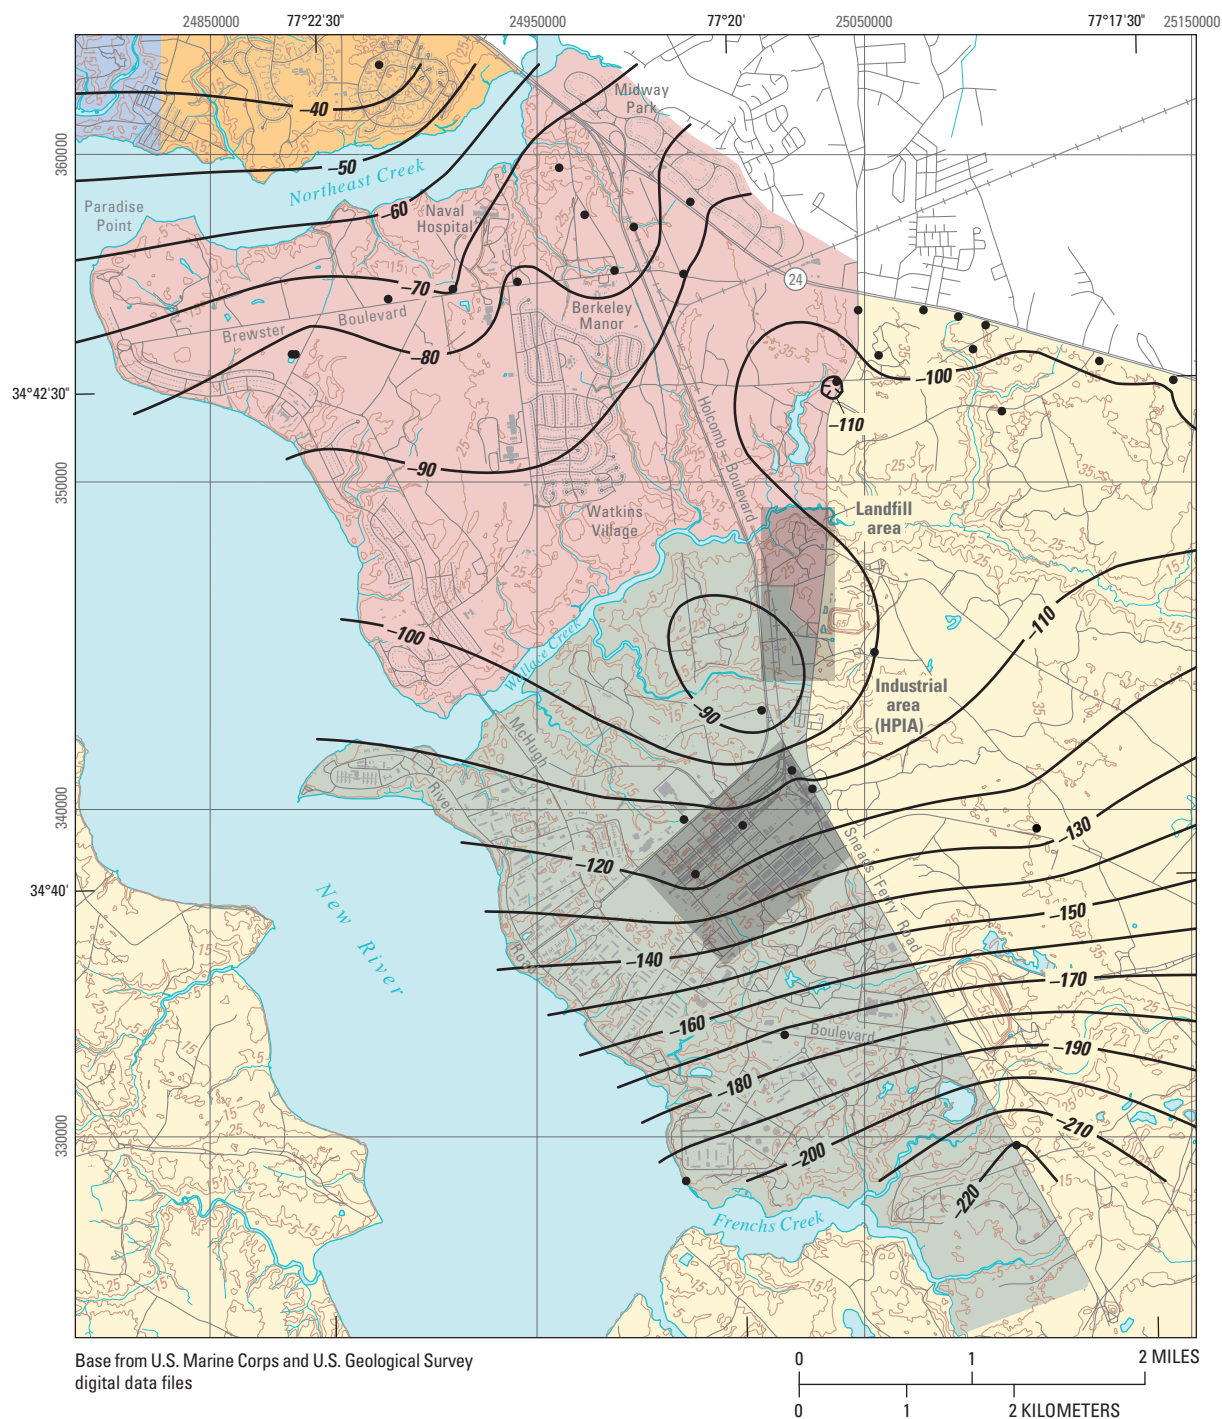 24850000
77°22'30"
24950000
77°20'
25050000
77°17'30"
25150000
Midway
Park
–40
360000
–50
Northeast Creek
Paradise
Point
–60
Naval
Hospital
24
–70
Berkeley
Manor
Brewster
Boulevard
–80
–100
34°42'30"
–110
Holcomb Boulevard
–90
350000
Watkins
Village
Landfill
area
–100
–110
Wallace Creek
Industrial
area
(HPIA)
–90
McHugh
River
340000
Sneads Ferry Road
–130
–120
34°40'
New River
–150
Road
–140
–170
–160
Boulevard
–190
–180
330000
–210
–200
–220
Frenchs Creek
Base from U.S. Marine Corps and U.S. Geological Survey
digital data files
0 1 2 MILES
0 1 2 KILOMETERS